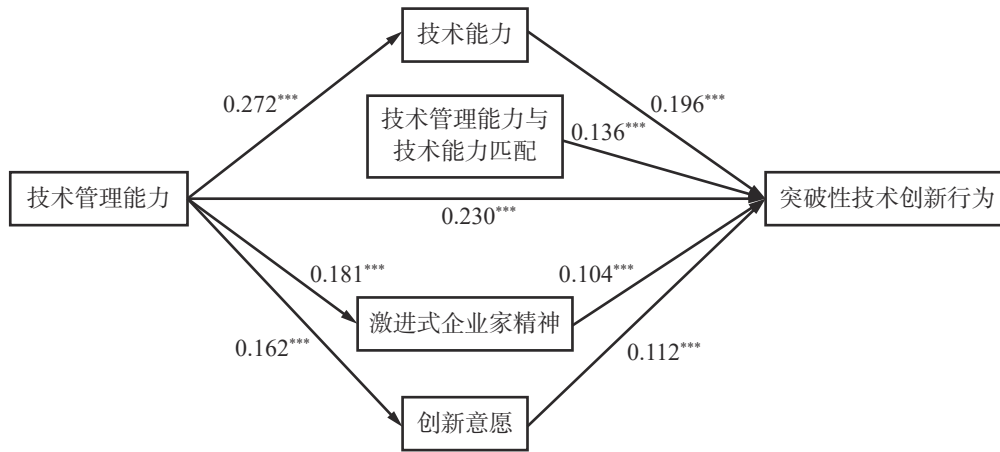 技术能力
0.272***
0.196***
技术管理能力与
技术能力匹配
0.136***
技术管理能力
0.230***
突破性技术创新行为
0.181***
0.104***
激进式企业家精神
0.162***
0.112***
创新意愿